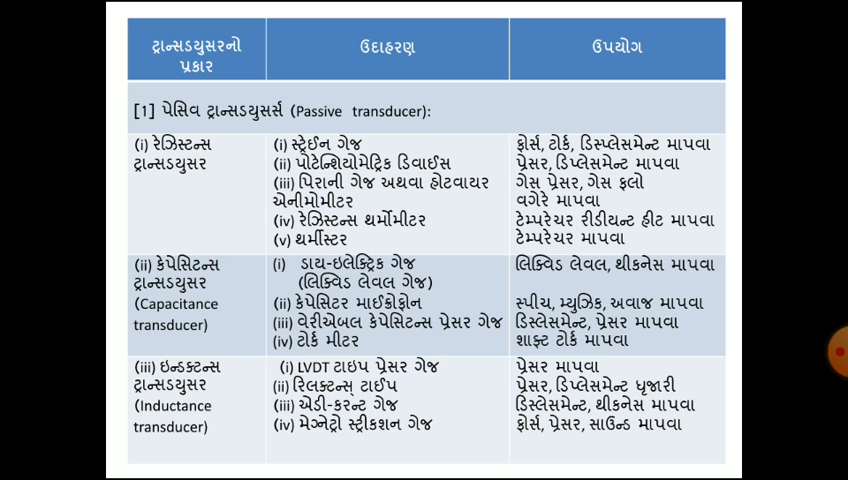 ટ્રાન્સડયુસરનો પ્રકાર ઉદાહરણ ઉપયોગ
[1] પેસિવ ટ્રાન્સડયુસર્સ (Passive transducer):
(i) રેઝિસ્ટન્સ (i) સ્ટ્રેઈન ગેજ ફોર્સ, ટોર્ક, ડિસ્પ્લેસમેન્ટ માપવા
ટ્રાન્સડયુસર (ii) પોટેન્શિયોમેટ્રિક ડિવાઈસ પ્રેસર, ડિપ્લેસમેન્ટ માપવા
(iii) પિરાની ગેજ અથવા હોટવાયર ગેસ પ્રેસર, ગેસ ફલો
એનીમોમીટર વગેરે માપવા
(iv) રેઝિસ્ટન્સ થર્મોમીટર ટેમ્પરેચર રીડીયન્ટ હીટ માપવા
(v) થર્મીસ્ટર ટેમ્પરેચર માપવા
(ii) કેપેસિટન્સ (i) ડાય-ઇલેક્ટ્રિક ગેજ લિક્વિડ લેવલ, થીકનેસ માપવા
ટ્રાન્સડયુસર (લિક્વિડ લેવલ ગેજ)
(Capacitance (ii) કેપેસિટર માઈક્રોફોન સ્પીચ, મ્યુઝિક, અવાજ માપવા
transducer) (iii) વેરીએબલ કેપેસિટન્સ પ્રેસર ગેજ ડિસ્લેસમેન્ટ, પ્રેસર માપવા
(iv) ટોર્ક મીટર શાફ્ટ ટોર્ક માપવા
(iii) ઇન્ડક્ટન્સ (i) LVDT ટાઇપ પ્રેસર ગેજ પ્રેસર માપવા
ટ્રાન્સડયુસર (ii) રિલક્ટન્સ્ ટાઈપ પ્રેસર, ડિપ્લેસમેન્ટ ધૃજારી
(Inductance (iii) એડી-કરન્ટ ગેજ ડિસ્લેસમેન્ટ, થીકનેસ માપવા
transducer) (iv) મેગ્નેટ્રો સ્ટ્રીકશન ગેજ ફોર્સ, પ્રેસર, સાઉન્ડ માપવા